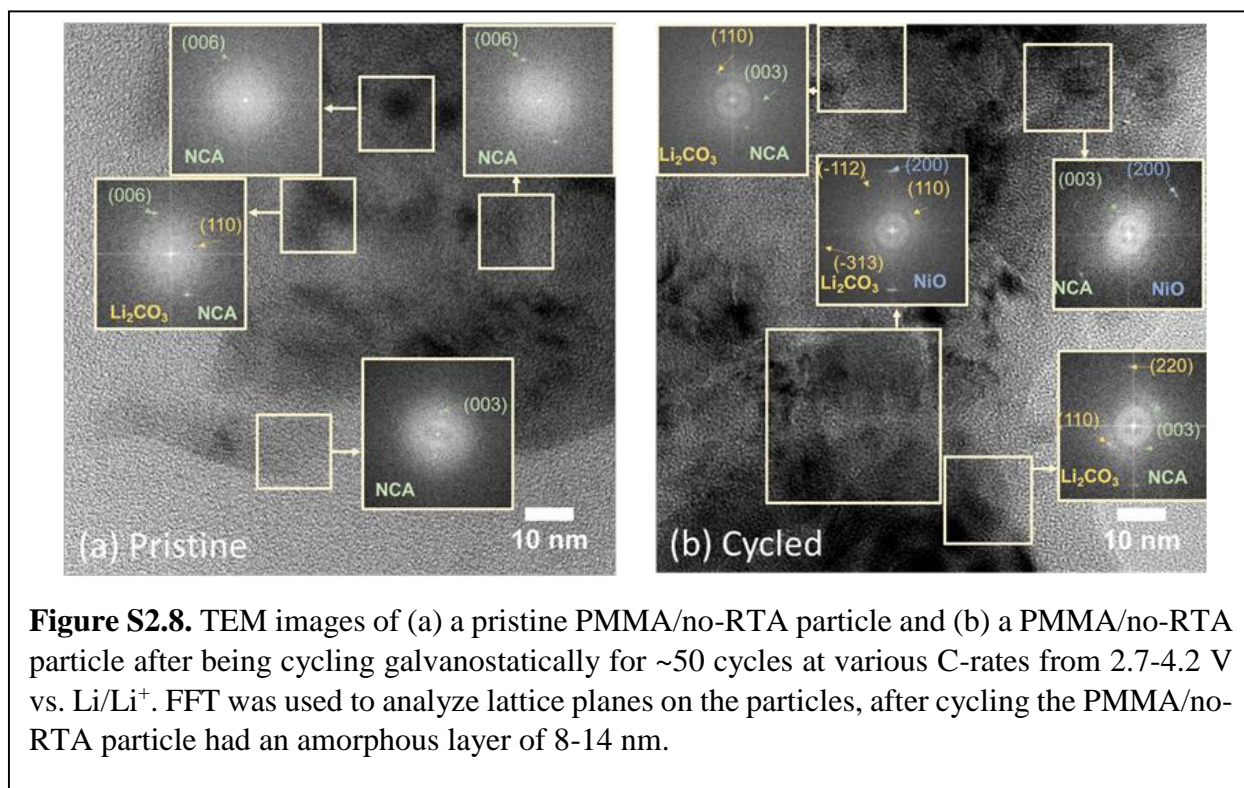 (006)
(006)
NCA
NCA
(006)
(110)
Li₂CO₃
NCA
(003)
NCA
(a) Pristine
10 nm
(110)
(003)
Li₂CO₃
NCA
(-112)
(200)
(110)
(-313)
Li₂CO₃
NiO
(003)
(200)
NCA
NiO
(220)
(110)
(003)
Li₂CO₃
NCA
(b) Cycled
10 nm
Figure S2.8. TEM images of (a) a pristine PMMA/no-RTA particle and (b) a PMMA/no-RTA
particle after being cycling galvanostatically for ~50 cycles at various C-rates from 2.7-4.2 V
vs. Li/Li⁺. FFT was used to analyze lattice planes on the particles, after cycling the PMMA/no-
RTA particle had an amorphous layer of 8-14 nm.